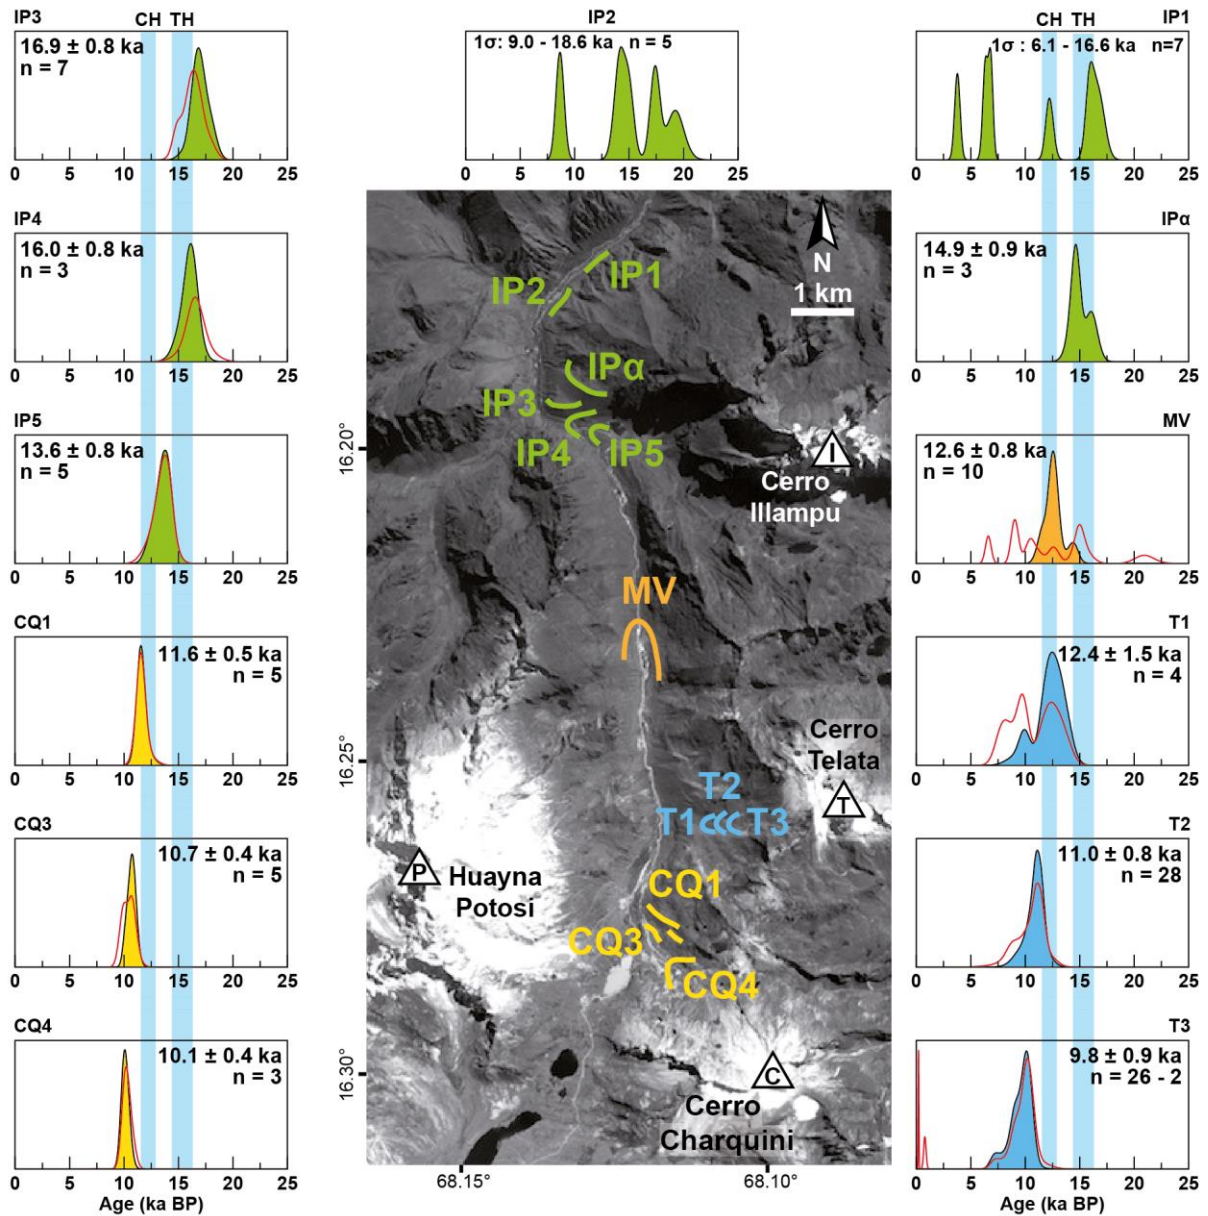 IP3
CH TH
16.9 ± 0.8 ka
n = 7
0 5 10 15 20 25
IP4
16.0 ± 0.8 ka
n = 3
0 5 10 15 20 25
IP5
13.6 ± 0.8 ka
n = 5
0 5 10 15 20 25
CQ1
11.6 ± 0.5 ka
n = 5
0 5 10 15 20 25
CQ3
10.7 ± 0.4 ka
n = 5
0 5 10 15 20 25
CQ4
10.1 ± 0.4 ka
n = 3
0 5 10 15 20 25
Age (ka BP)
IP2
1σ: 9.0 - 18.6 ka n = 5
0 5 10 15 20 25
N
1 km
IP1
IP2
IPα
IP3
IP4 IP5
I
Cerro
Illampu
MV
Cerro
Telata
T
T2
T1 T3
P
Huayna
Potosi
CQ1
CQ3
CQ4
C
Cerro
Charquini
16.20°
16.25°
16.30°
68.15° 68.10°
CH TH IP1
1σ : 6.1 - 16.6 ka n=7
0 5 10 15 20 25
IPα
14.9 ± 0.9 ka
n = 3
0 5 10 15 20 25
MV
12.6 ± 0.8 ka
n = 10
0 5 10 15 20 25
T1
12.4 ± 1.5 ka
n = 4
0 5 10 15 20 25
T2
11.0 ± 0.8 ka
n = 28
0 5 10 15 20 25
T3
9.8 ± 0.9 ka
n = 26 - 2
0 5 10 15 20 25
Age (ka BP)